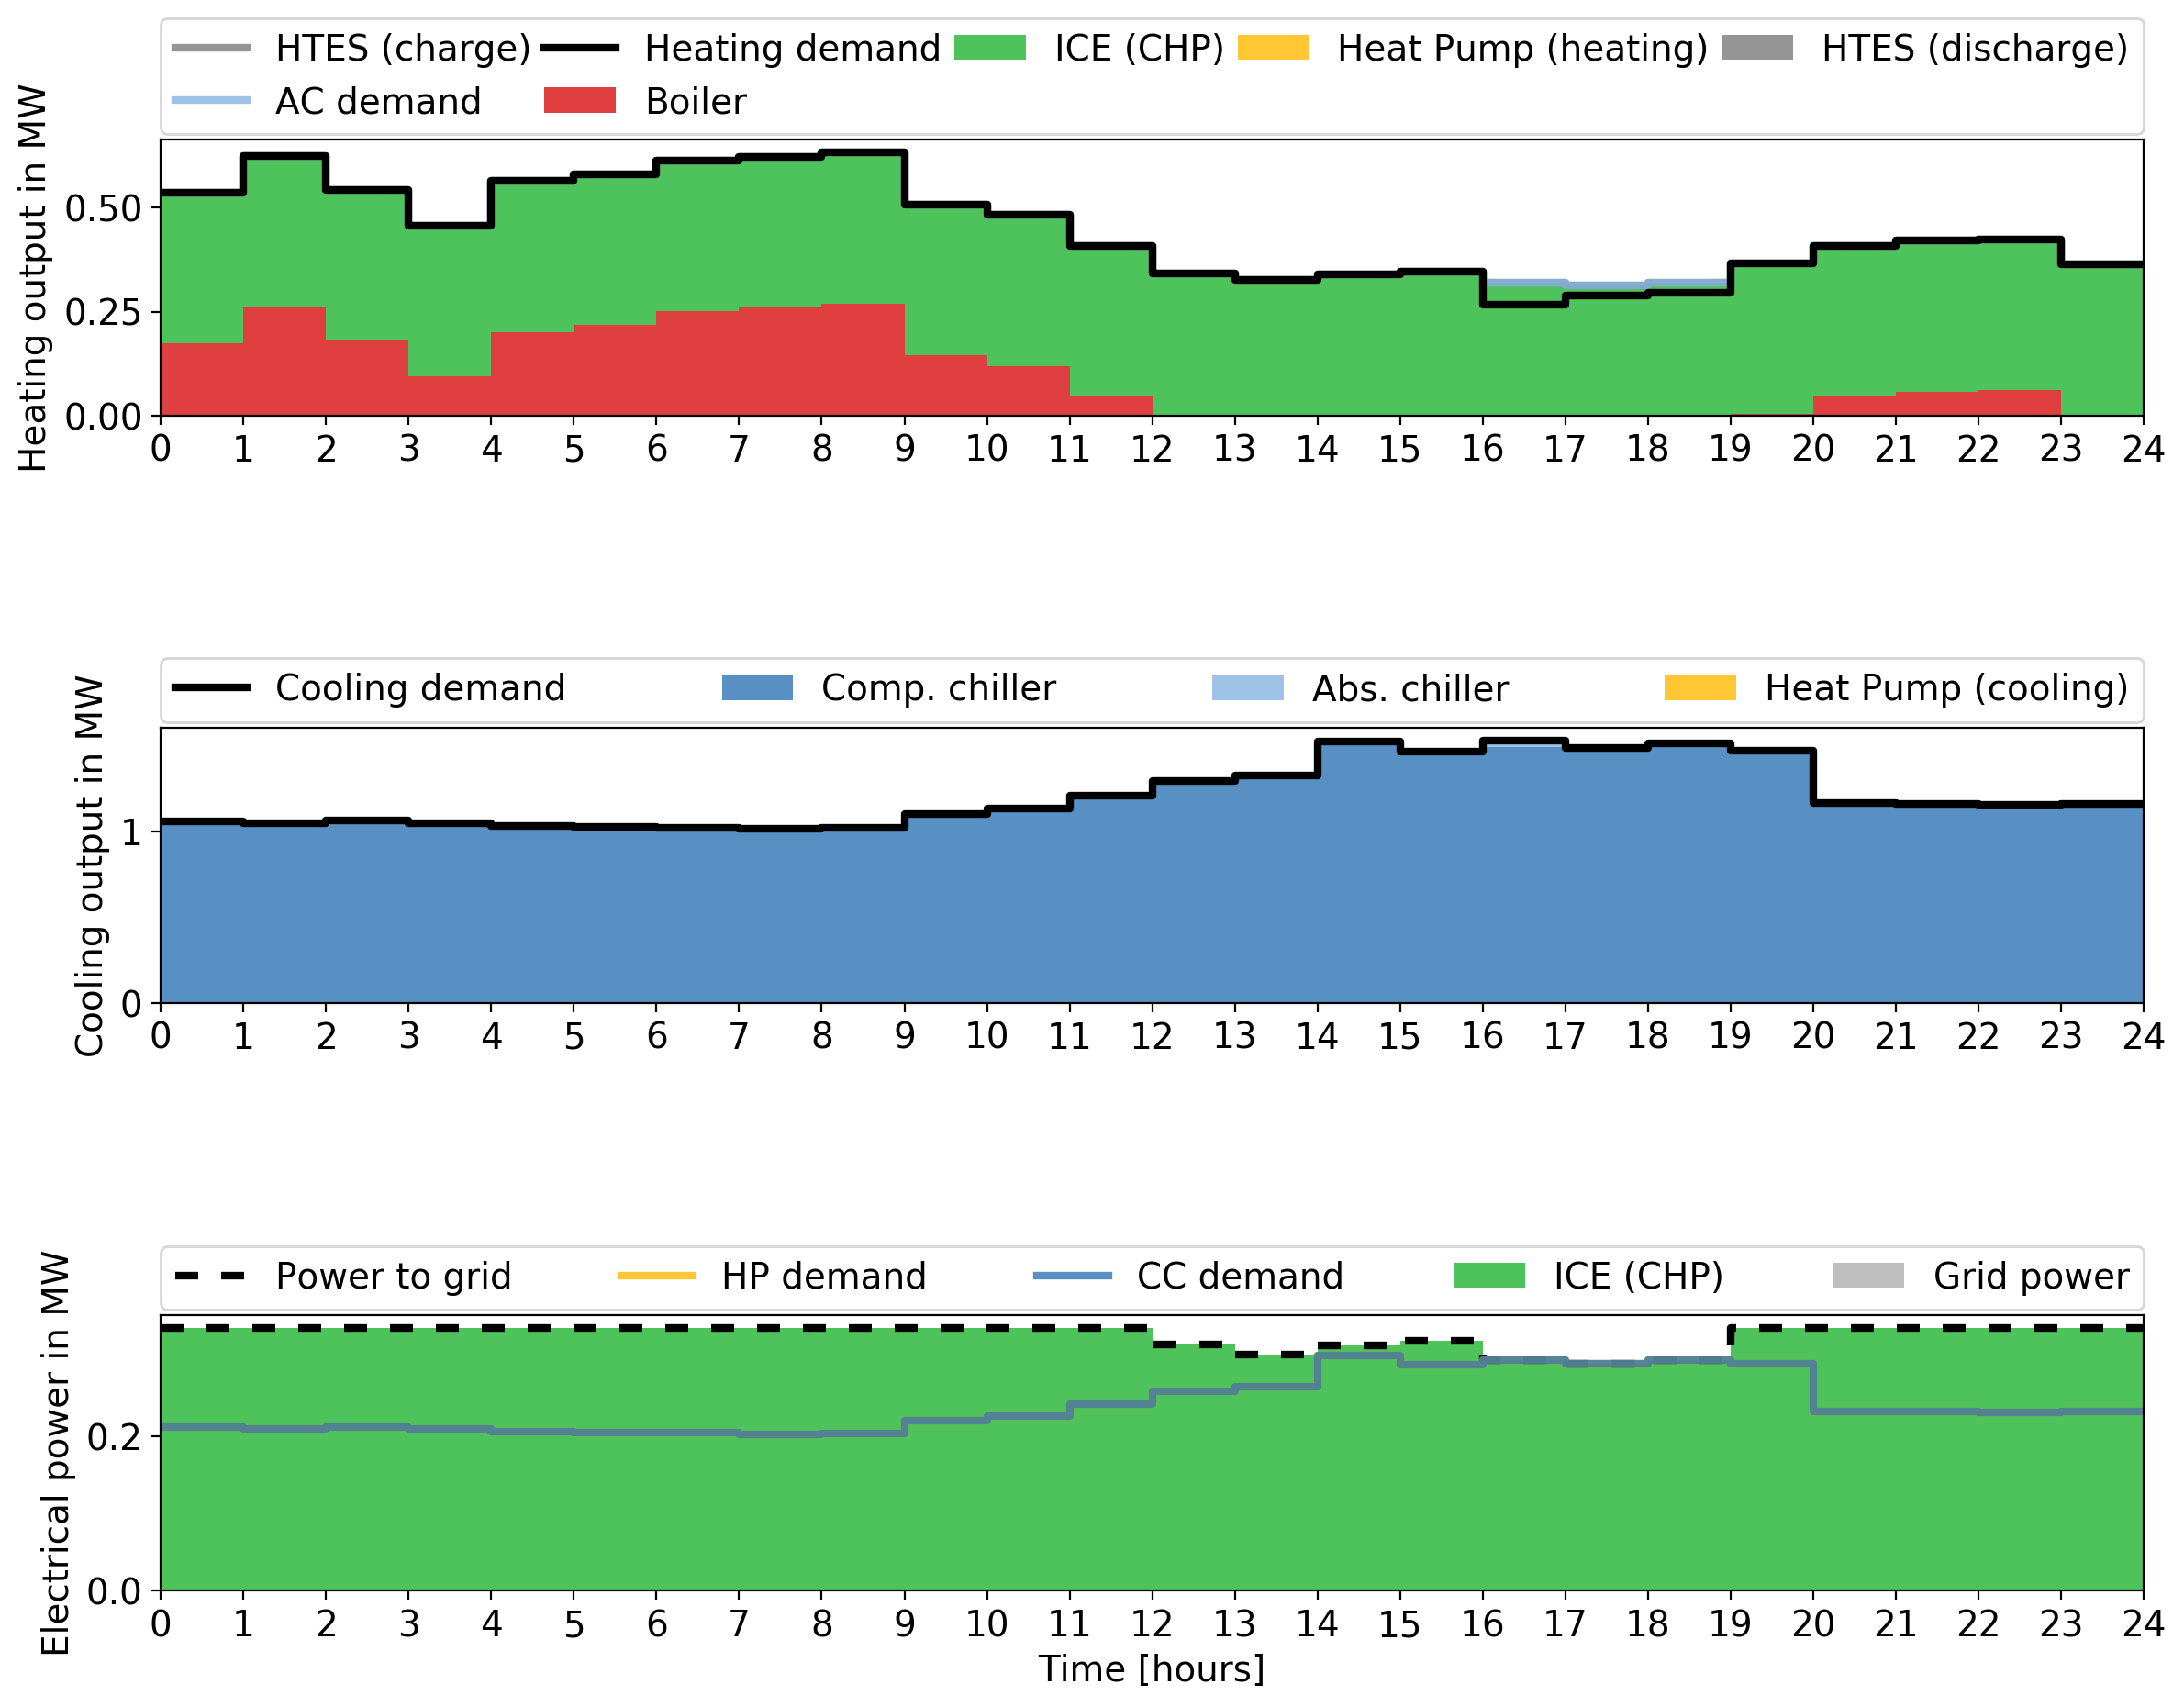 HTES (charge) Heating demand ICE (CHP) Heat Pump (heating) HTES (discharge)
AC demand Boiler
Heating output in MW
0.50
0.25
0.00
0 1 2 3 4 5 6 7 8 9 10 11 12 13 14 15 16 17 18 19 20 21 22 23 24
Cooling demand Comp. chiller Abs. chiller Heat Pump (cooling)
Cooling output in MW
1
0
0 1 2 3 4 5 6 7 8 9 10 11 12 13 14 15 16 17 18 19 20 21 22 23 24
Power to grid HP demand CC demand ICE (CHP) Grid power
Electrical power in MW
0.2
0.0
0 1 2 3 4 5 6 7 8 9 10 11 12 13 14 15 16 17 18 19 20 21 22 23 24
Time [hours]